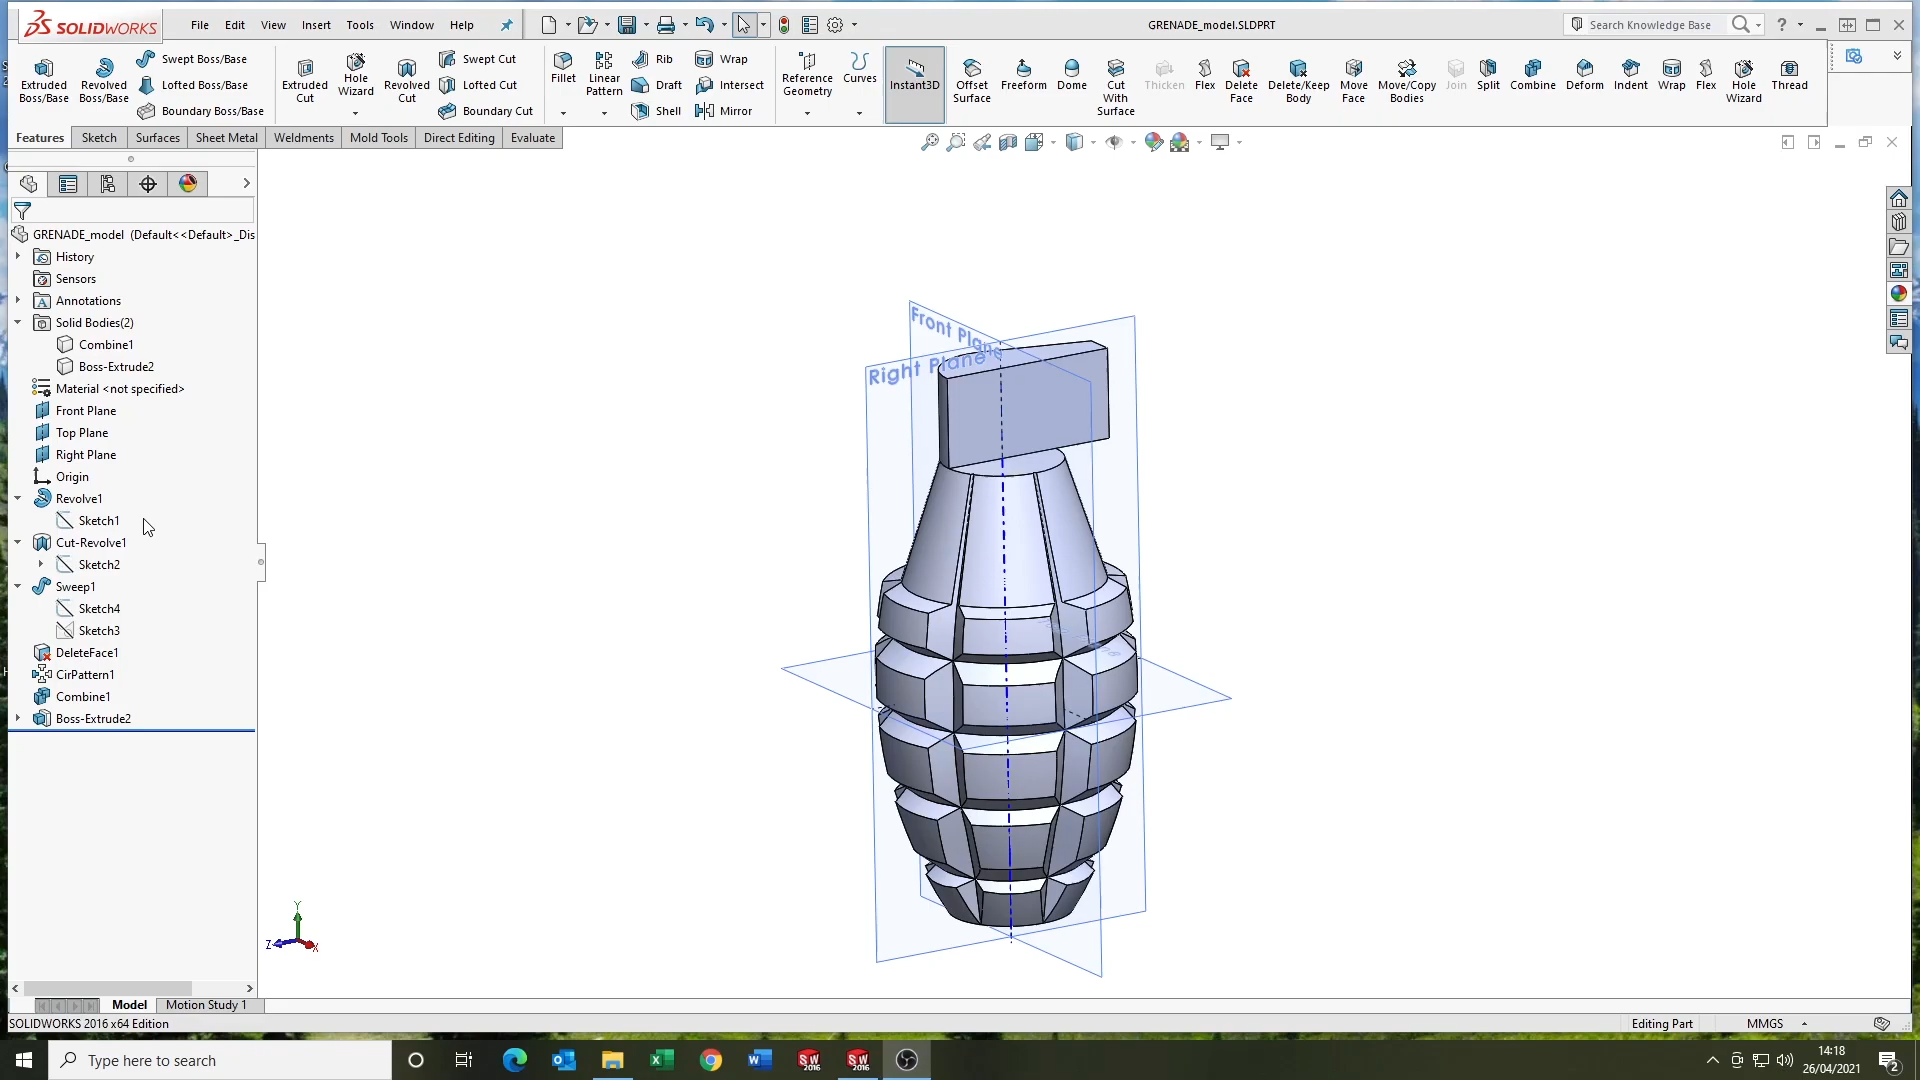 SOLIDWORKS
File Edit View Insert Tools Window Help
GRENADE_model.SLDPRT
Search Knowledge Base
Extruded Boss/Base
Revolved Boss/Base
Swept Boss/Base
Lofted Boss/Base
Boundary Boss/Base
Extruded Cut
Hole Wizard
Revolved Cut
Swept Cut
Lofted Cut
Boundary Cut
Fillet
Linear Pattern
Rib
Draft
Shell
Wrap
Intersect
Mirror
Reference Geometry
Curves
Instant3D
Offset Surface
Freeform
Dome
Cut With Surface
Thicken
Flex
Delete Face
Delete/Keep Body
Move Face
Move/Copy Bodies
Join
Split
Combine
Deform
Indent
Wrap
Flex
Hole Wizard
Thread
Features Sketch Surfaces Sheet Metal Weldments Mold Tools Direct Editing Evaluate
GRENADE_model (Default<<Default>_Dis
History
Sensors
Annotations
Solid Bodies(2)
Combine1
Boss-Extrude2
Material <not specified>
Front Plane
Top Plane
Right Plane
Origin
Revolve1
Sketch1
Cut-Revolve1
Sketch2
Sweep1
Sketch4
Sketch3
DeleteFace1
CirPattern1
Combine1
Boss-Extrude2
Front Plane
Right Plane
Y
Z
X
Model Motion Study 1
SOLIDWORKS 2016 x64 Edition
Editing Part
MMGS
Type here to search
SW 2016
SW 2016
14:18
26/04/2021
2